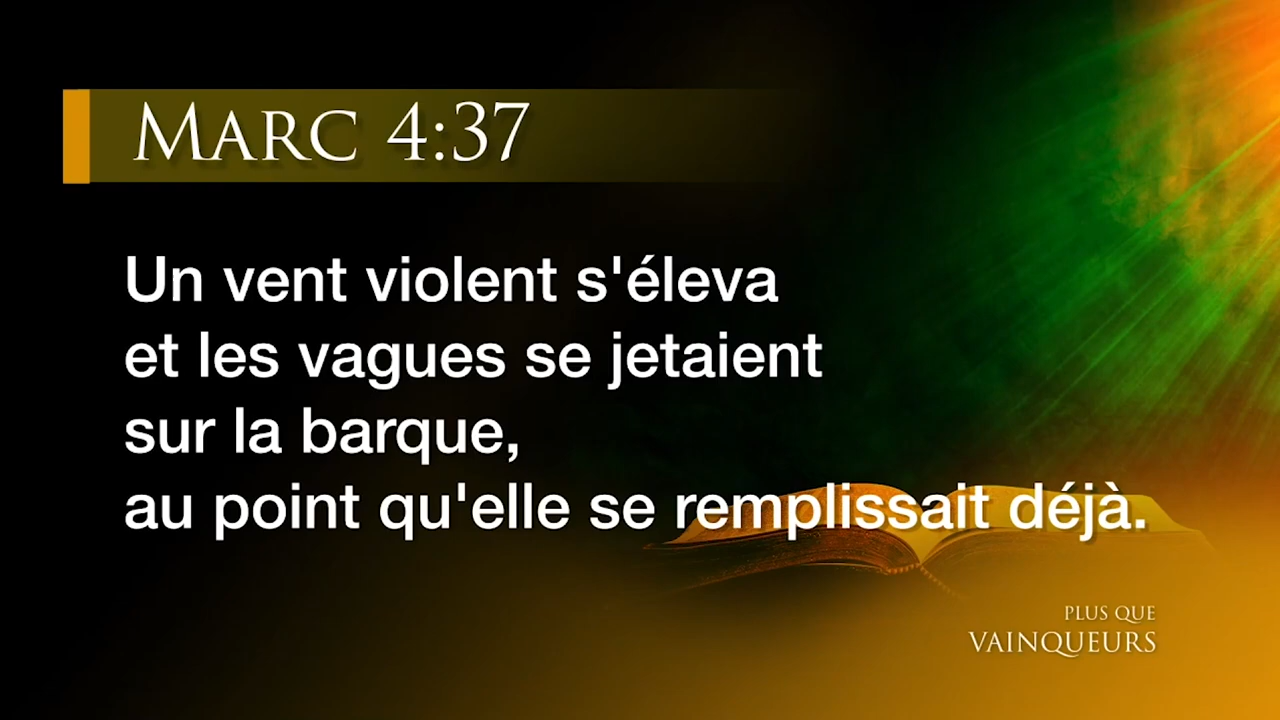 Marc 4:37
Un vent violent s'éleva
et les vagues se jetaient
sur la barque,
au point qu'elle se remplissait déjà.
PLUS QUE
VAINQUEURS